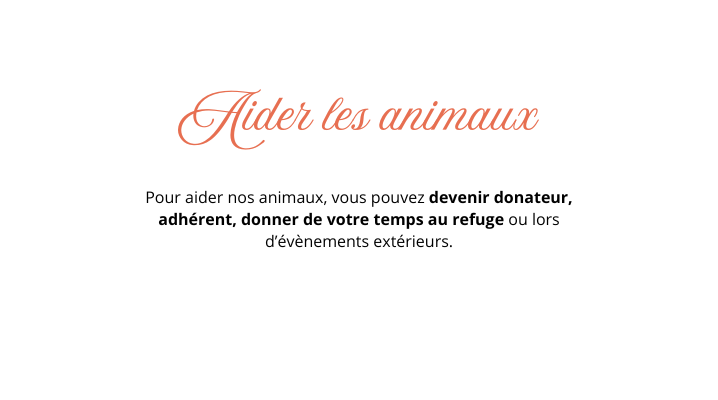 Aider les animaux
Pour aider nos animaux, vous pouvez devenir donateur,
adhérent, donner de votre temps au refuge ou lors
d’évènements extérieurs.